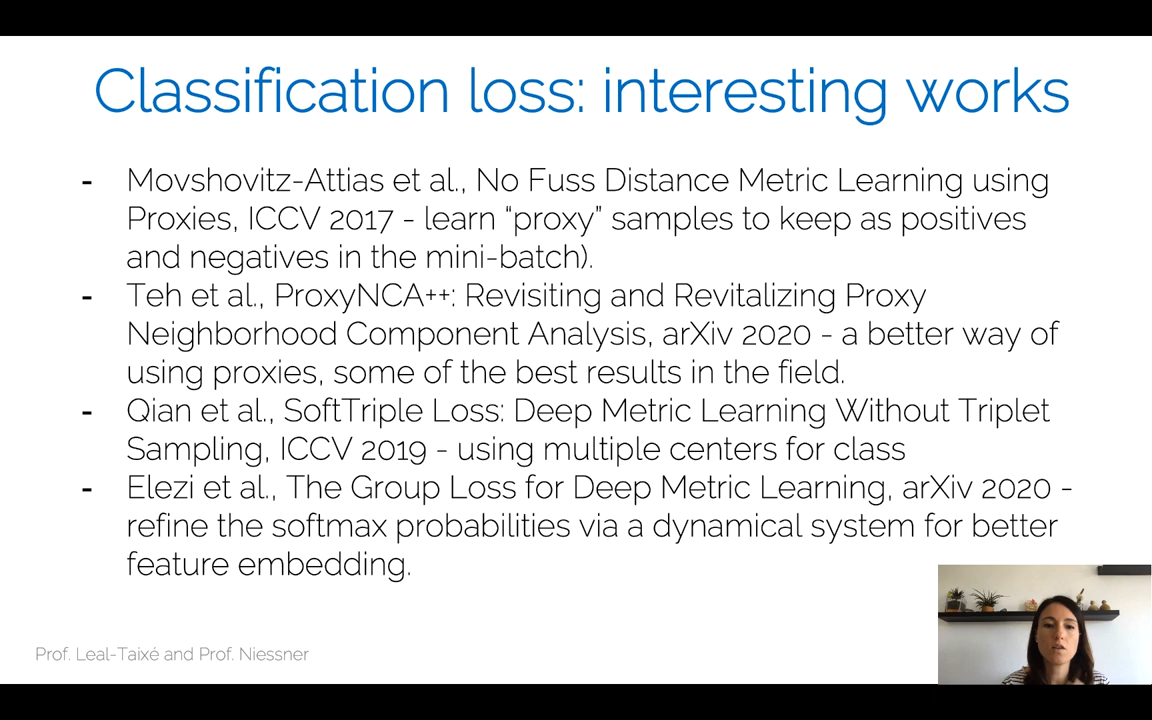 Classification loss: interesting works
- Movshovitz-Attias et al., No Fuss Distance Metric Learning using
Proxies, ICCV 2017 - learn “proxy” samples to keep as positives
and negatives in the mini-batch).
- Teh et al., ProxyNCA++: Revisiting and Revitalizing Proxy
Neighborhood Component Analysis, arXiv 2020 - a better way of
using proxies, some of the best results in the field.
- Qian et al., SoftTriple Loss: Deep Metric Learning Without Triplet
Sampling, ICCV 2019 - using multiple centers for class
- Elezi et al., The Group Loss for Deep Metric Learning, arXiv 2020 -
refine the softmax probabilities via a dynamical system for better
feature embedding.
Prof. Leal-Taixé and Prof. Niessner